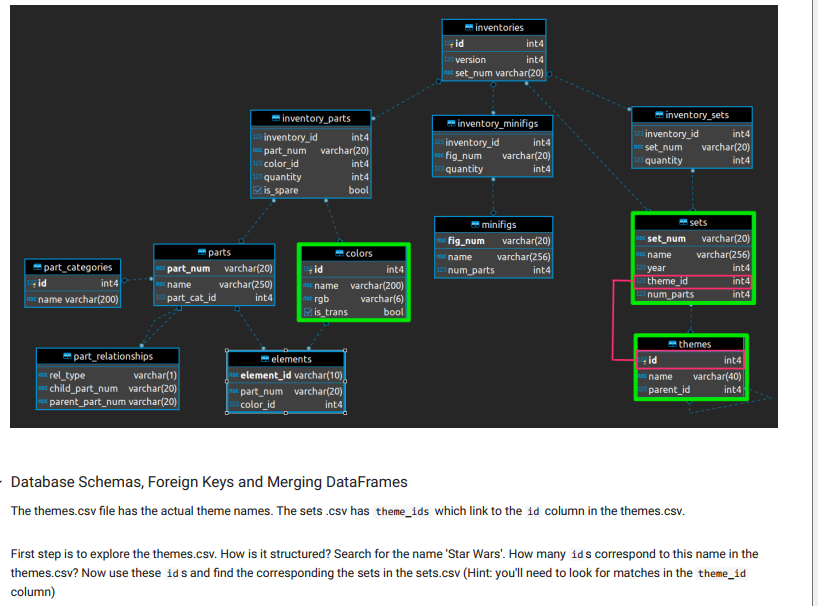 inventories
id int4
version int4
set_num varchar(20)
inventory_parts
inventory_id int4
part_num varchar(20)
color_id int4
quantity int4
is_spare bool
inventory_minifigs
inventory_id int4
fig_num varchar(20)
quantity int4
inventory_sets
inventory_id int4
set_num varchar(20)
quantity int4
part_categories
id int4
name varchar(200)
parts
part_num varchar(20)
name varchar(250)
part_cat_id int4
colors
id int4
name varchar(200)
rgb varchar(6)
is_trans bool
minifigs
fig_num varchar(20)
name varchar(256)
num_parts int4
sets
set_num varchar(20)
name varchar(256)
year int4
theme_id int4
num_parts int4
part_relationships
rel_type varchar(1)
child_part_num varchar(20)
parent_part_num varchar(20)
elements
element_id varchar(10)
part_num varchar(20)
color_id int4
themes
id int4
name varchar(40)
parent_id int4
Database Schemas, Foreign Keys and Merging DataFrames
The themes.csv file has the actual theme names. The sets .csv has theme_ids which link to the id column in the themes.csv.
First step is to explore the themes.csv. How is it structured? Search for the name 'Star Wars'. How many id s correspond to this name in the
themes.csv? Now use these id s and find the corresponding the sets in the sets.csv (Hint: you'll need to look for matches in the theme_id
column)